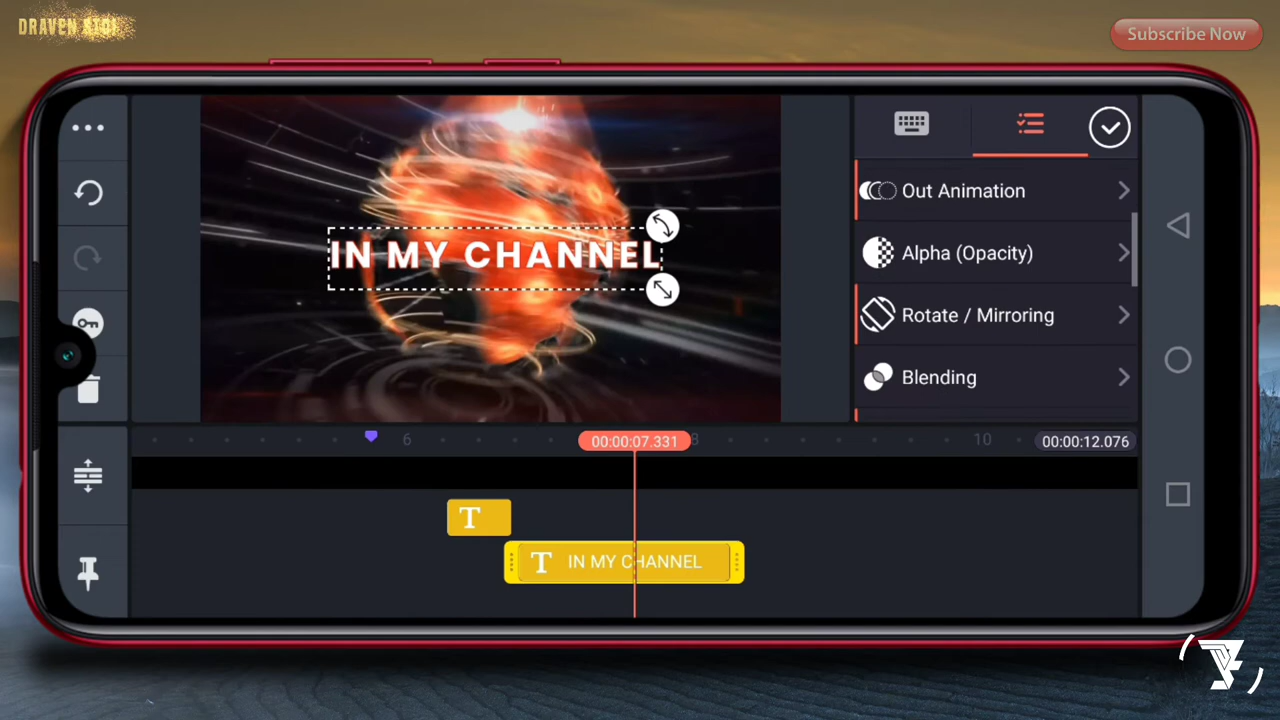 DRAVEN
Subscribe Now
IN MY CHANNEL
Out Animation
Alpha (Opacity)
Rotate / Mirroring
Blending
6
00:00:07.331
8
10
00:00:12.076
T
T IN MY CHANNEL